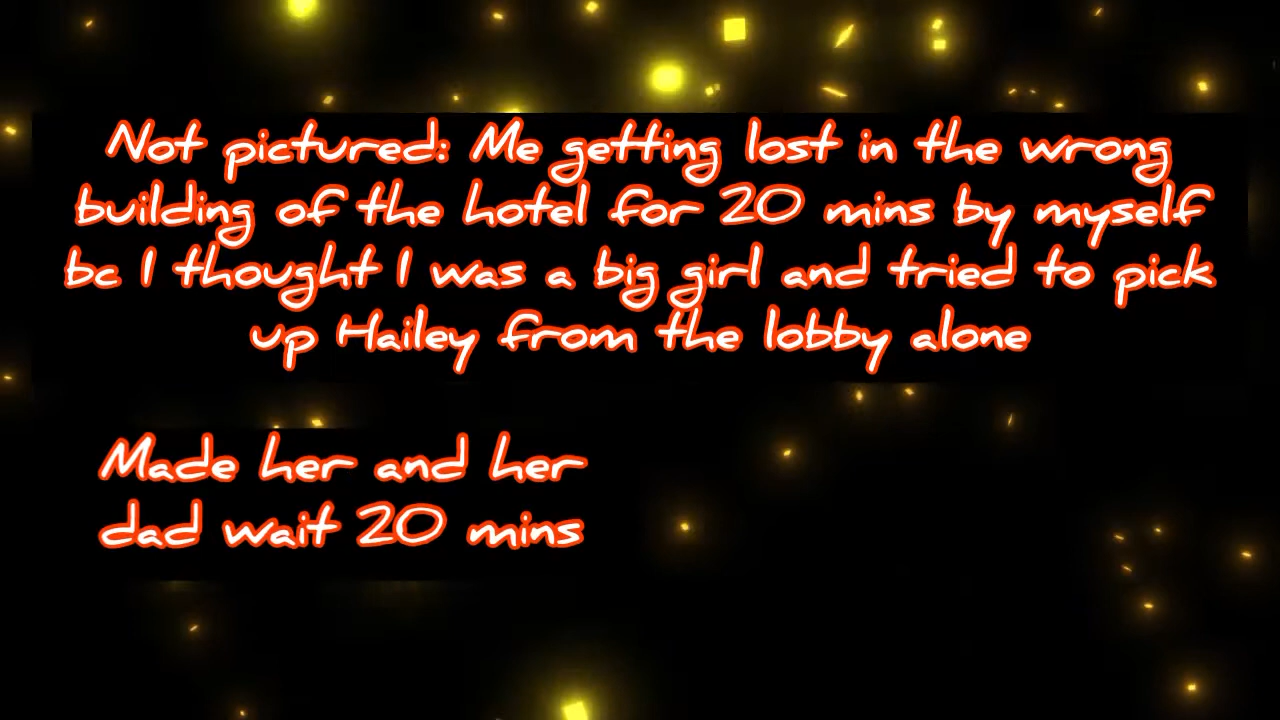 Not pictured: Me getting lost in the wrong
building of the hotel for 20 mins by myself
bc I thought I was a big girl and tried to pick
up Hailey from the lobby alone
Made her and her
dad wait 20 mins